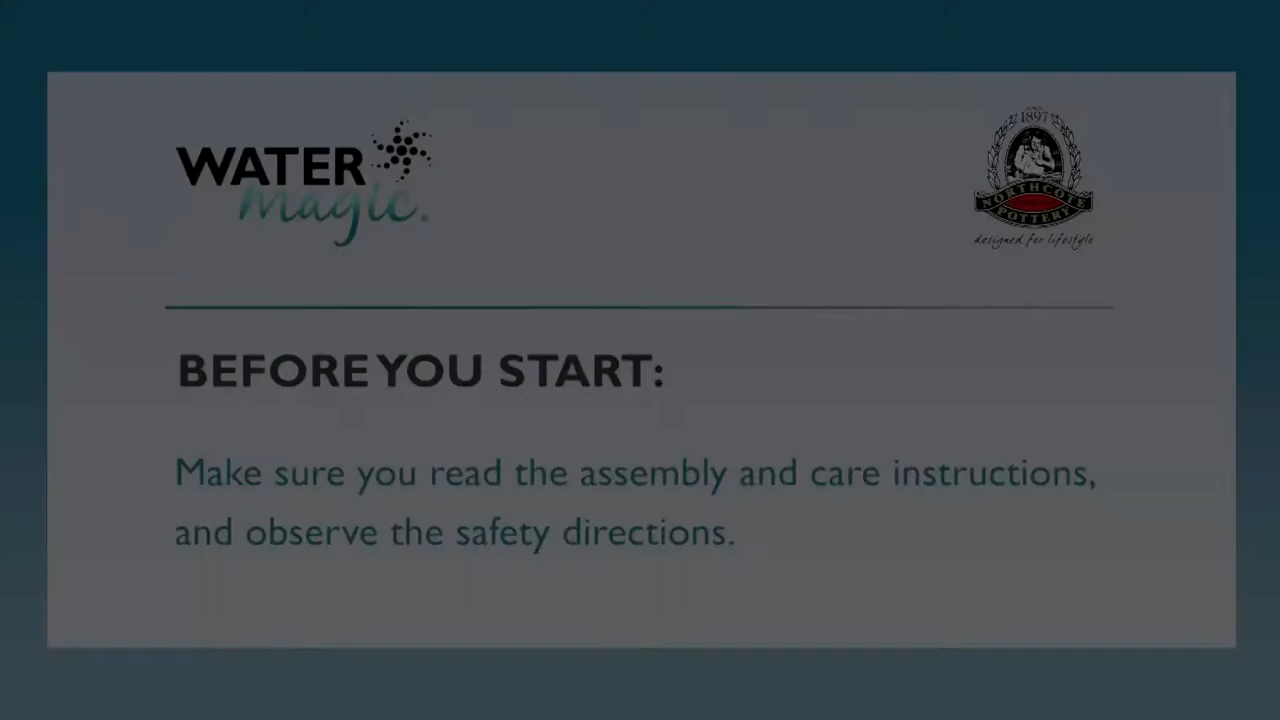 WATER
magic.
1897
NORTHCOTE
POTTERY
designed for lifestyle
BEFORE YOU START:
Make sure you read the assembly and care instructions,
and observe the safety directions.